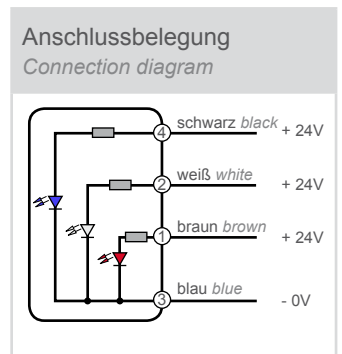 Anschlussbelegung
Connection diagram
4 schwarz black + 24V
2 weiß white + 24V
1 braun brown + 24V
3 blau blue - 0V